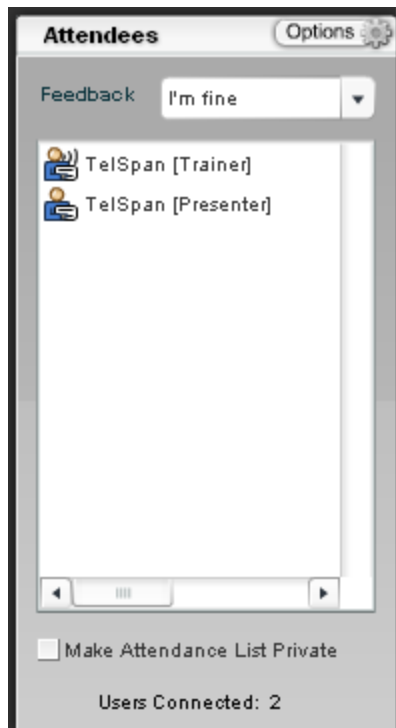 Attendees Options
Feedback I'm fine
TelSpan [Trainer]
TelSpan [Presenter]
Make Attendance List Private
Users Connected: 2